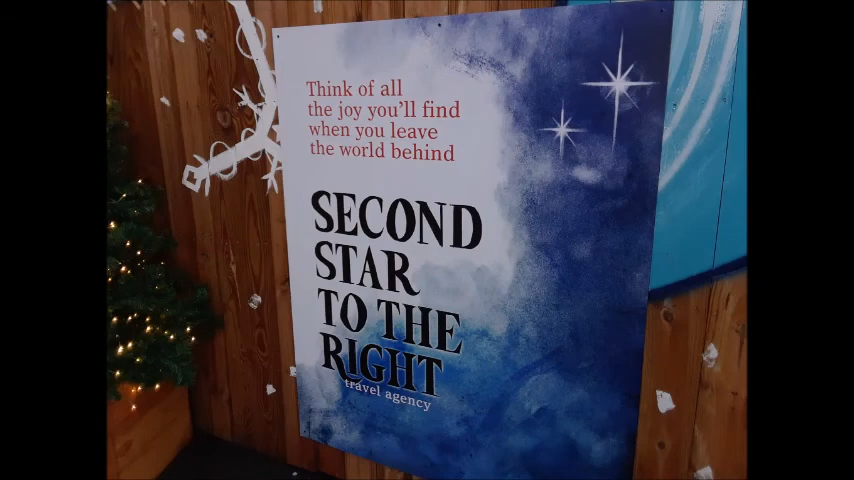 Think of all
the joy you'll find
when you leave
the world behind
SECOND
STAR
TO THE
RIGHT
travel agency